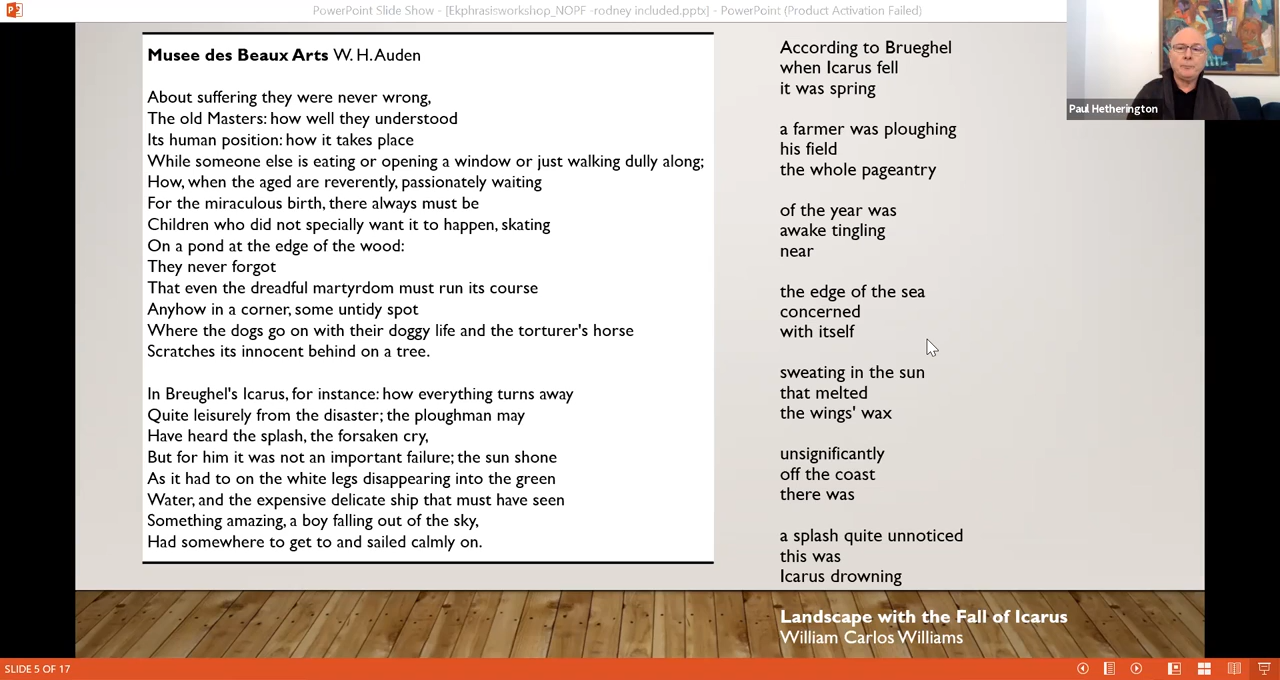 PowerPoint Slide Show - [Ekphrasisworkshop_NOPF -rodney included.pptx] - PowerPoint (Product Activation Failed)
Musee des Beaux Arts W. H. Auden
About suffering they were never wrong,
The old Masters: how well they understood
Its human position: how it takes place
While someone else is eating or opening a window or just walking dully along;
How, when the aged are reverently, passionately waiting
For the miraculous birth, there always must be
Children who did not specially want it to happen, skating
On a pond at the edge of the wood:
They never forgot
That even the dreadful martyrdom must run its course
Anyhow in a corner, some untidy spot
Where the dogs go on with their doggy life and the torturer's horse
Scratches its innocent behind on a tree.
In Breughel's Icarus, for instance: how everything turns away
Quite leisurely from the disaster; the ploughman may
Have heard the splash, the forsaken cry,
But for him it was not an important failure; the sun shone
As it had to on the white legs disappearing into the green
Water, and the expensive delicate ship that must have seen
Something amazing, a boy falling out of the sky,
Had somewhere to get to and sailed calmly on.
According to Brueghel
when Icarus fell
it was spring
a farmer was ploughing
his field
the whole pageantry
of the year was
awake tingling
near
the edge of the sea
concerned
with itself
sweating in the sun
that melted
the wings' wax
unsignificantly
off the coast
there was
a splash quite unnoticed
this was
Icarus drowning
Landscape with the Fall of Icarus
William Carlos Williams
Paul Hetherington
SLIDE 5 OF 17